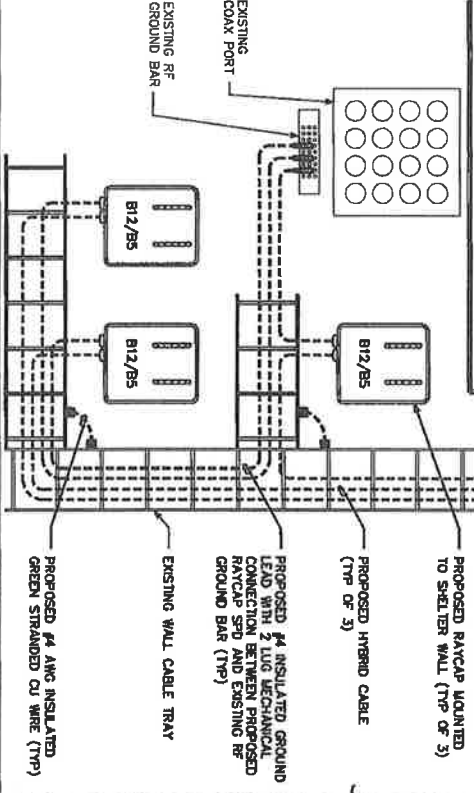 EXISTING
COAX PORT
EXISTING RF
GROUND BAR
B12/B5
B12/B5
B12/B5
PROPOSED RAYCAP MOUNTED
TO SHELTER WALL (TYP OF 3)
PROPOSED HYBRID CABLE
(TYP OF 3)
PROPOSED #4 INSULATED GROUND
LEAD WITH 2 LUG MECHANICAL
CONNECTION BETWEEN PROPOSED
RAYCAP SPD AND EXISTING RF
GROUND BAR (TYP)
EXISTING WALL CABLE TRAY
PROPOSED #4 AWG INSULATED
GREEN STRANDED CU WIRE (TYP)